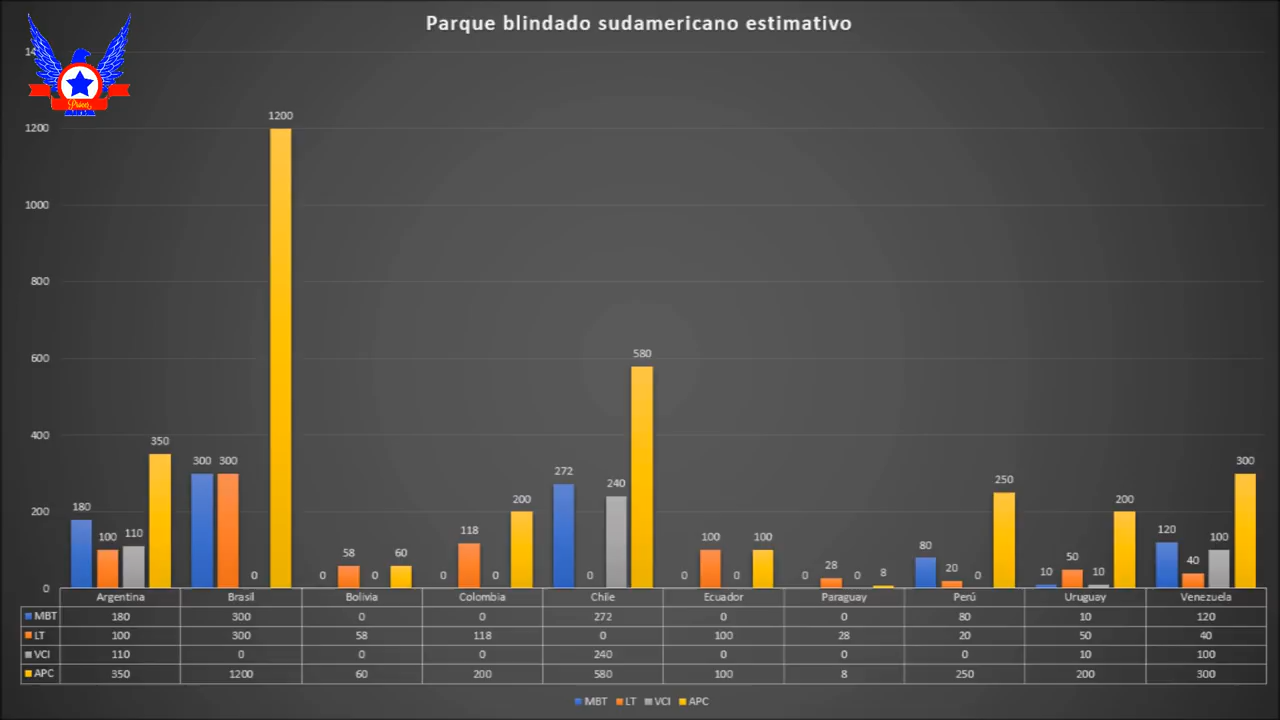 Parque blindado sudamericano estimativo
1200
1000
800
600
400
200
0
180 100 110 350
300 300 0 1200
0 58 0 60
0 118 0 200
272 0 240 580
0 100 0 100
0 28 0 8
80 20 0 250
10 50 10 200
120 40 100 300
Argentina Brasil Bolivia Colombia Chile Ecuador Paraguay Perú Uruguay Venezuela
MBT 180 300 0 0 272 0 0 80 10 120
LT 100 300 58 118 0 100 28 20 50 40
VCI 110 0 0 0 240 0 0 0 10 100
APC 350 1200 60 200 580 100 8 250 200 300
MBT LT VCI APC